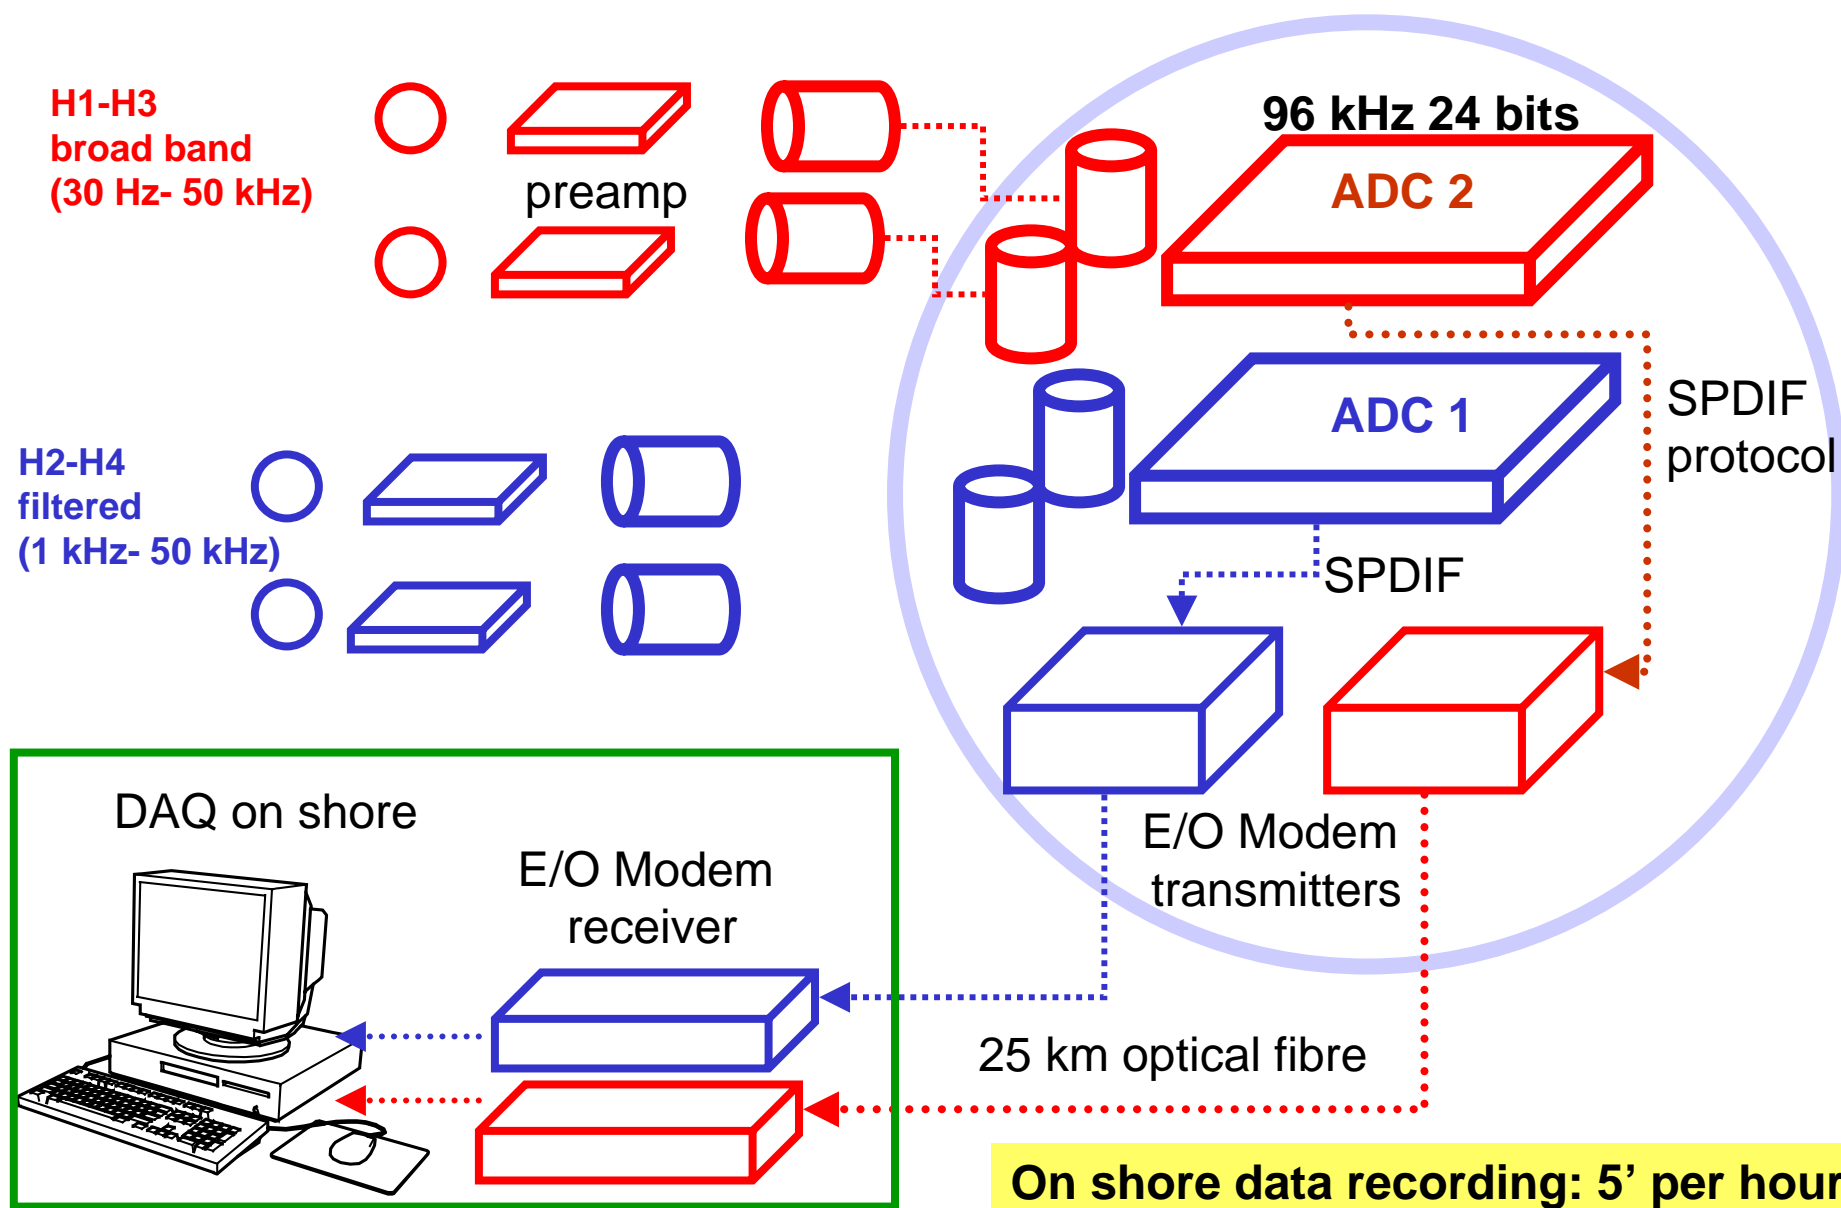 H1-H3
broad band
(30 Hz- 50 kHz)
preamp
96 kHz 24 bits
ADC 2
ADC 1
SPDIF
protocol
H2-H4
filtered
(1 kHz- 50 kHz)
SPDIF
E/O Modem
transmitters
DAQ on shore
E/O Modem
receiver
25 km optical fibre
On shore data recording: 5’ per hour